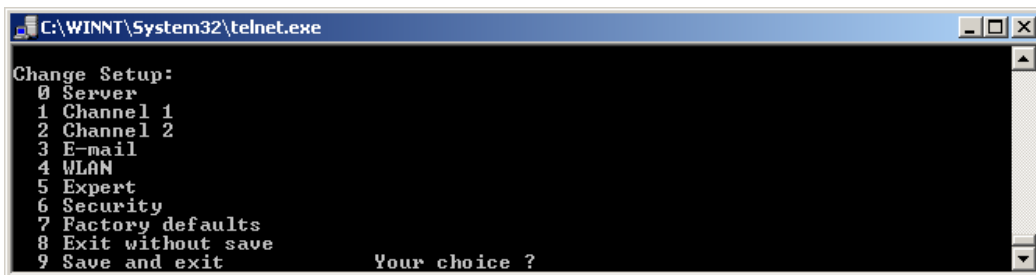 C:\WINNT\System32\telnet.exe
Change Setup:
0 Server
1 Channel 1
2 Channel 2
3 E-mail
4 WLAN
5 Expert
6 Security
7 Factory defaults
8 Exit without save
9 Save and exit Your choice ?